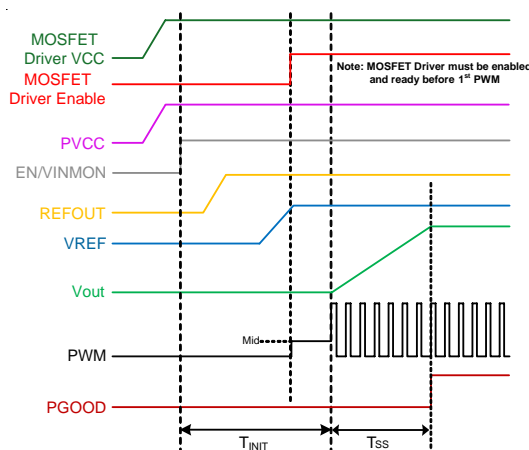 MOSFET
Driver VCC
MOSFET
Driver Enable
Note: MOSFET Driver must be enabled
and ready before 1st PWM
PVCC
EN/VINMON
REFOUT
VREF
Vout
Mid
PWM
PGOOD
TINIT
TSS